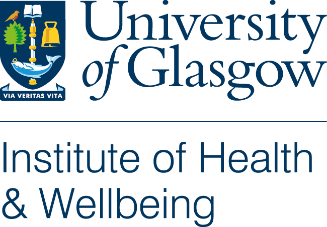 University
of Glasgow
VIA VERITAS VITA
Institute of Health
& Wellbeing